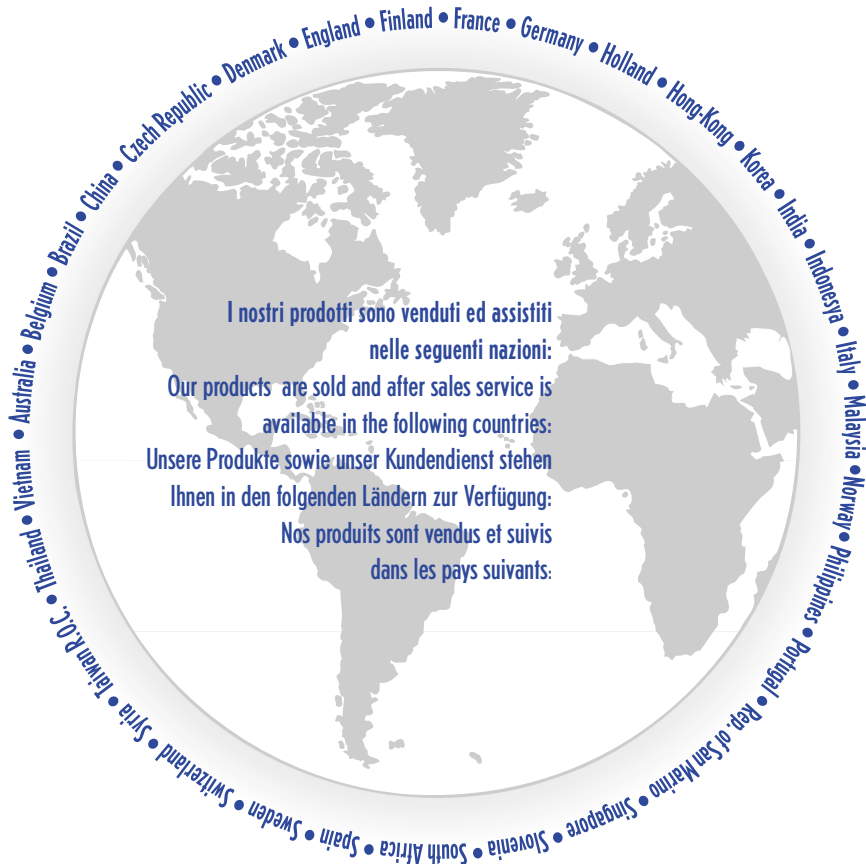 Australia • Belgium • Brazil • China • Czech Republic • Denmark • England • Finland • France • Germany • Holland • Hong-Kong • Korea • India • Indonesya • Italy • Malaysia • Norway • Philippines • Portugal • Rep. of San Marino • Singapore • Slovenia • South Africa • Spain • Sweden • Switzerland • Syria • Taiwan R.O.C. • Thailand • Vietnam •
I nostri prodotti sono venduti ed assistiti
nelle seguenti nazioni:
Our products are sold and after sales service is
available in the following countries:
Unsere Produkte sowie unser Kundendienst stehen
Ihnen in den folgenden Ländern zur Verfügung:
Nos produits sont vendus et suivis
dans les pays suivants: